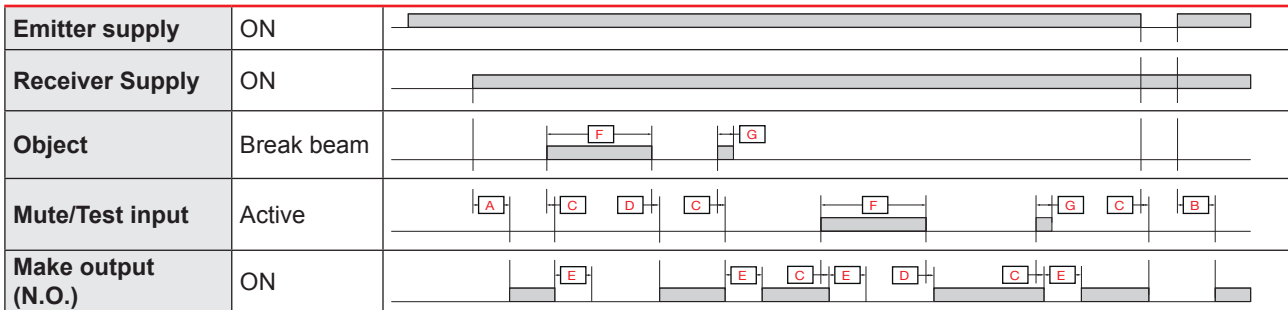 Emitter supply ON
Receiver Supply ON
Object Break beam F G
Mute/Test input Active A C D C F G C B
Make output
(N.O.) ON E E C E D C E